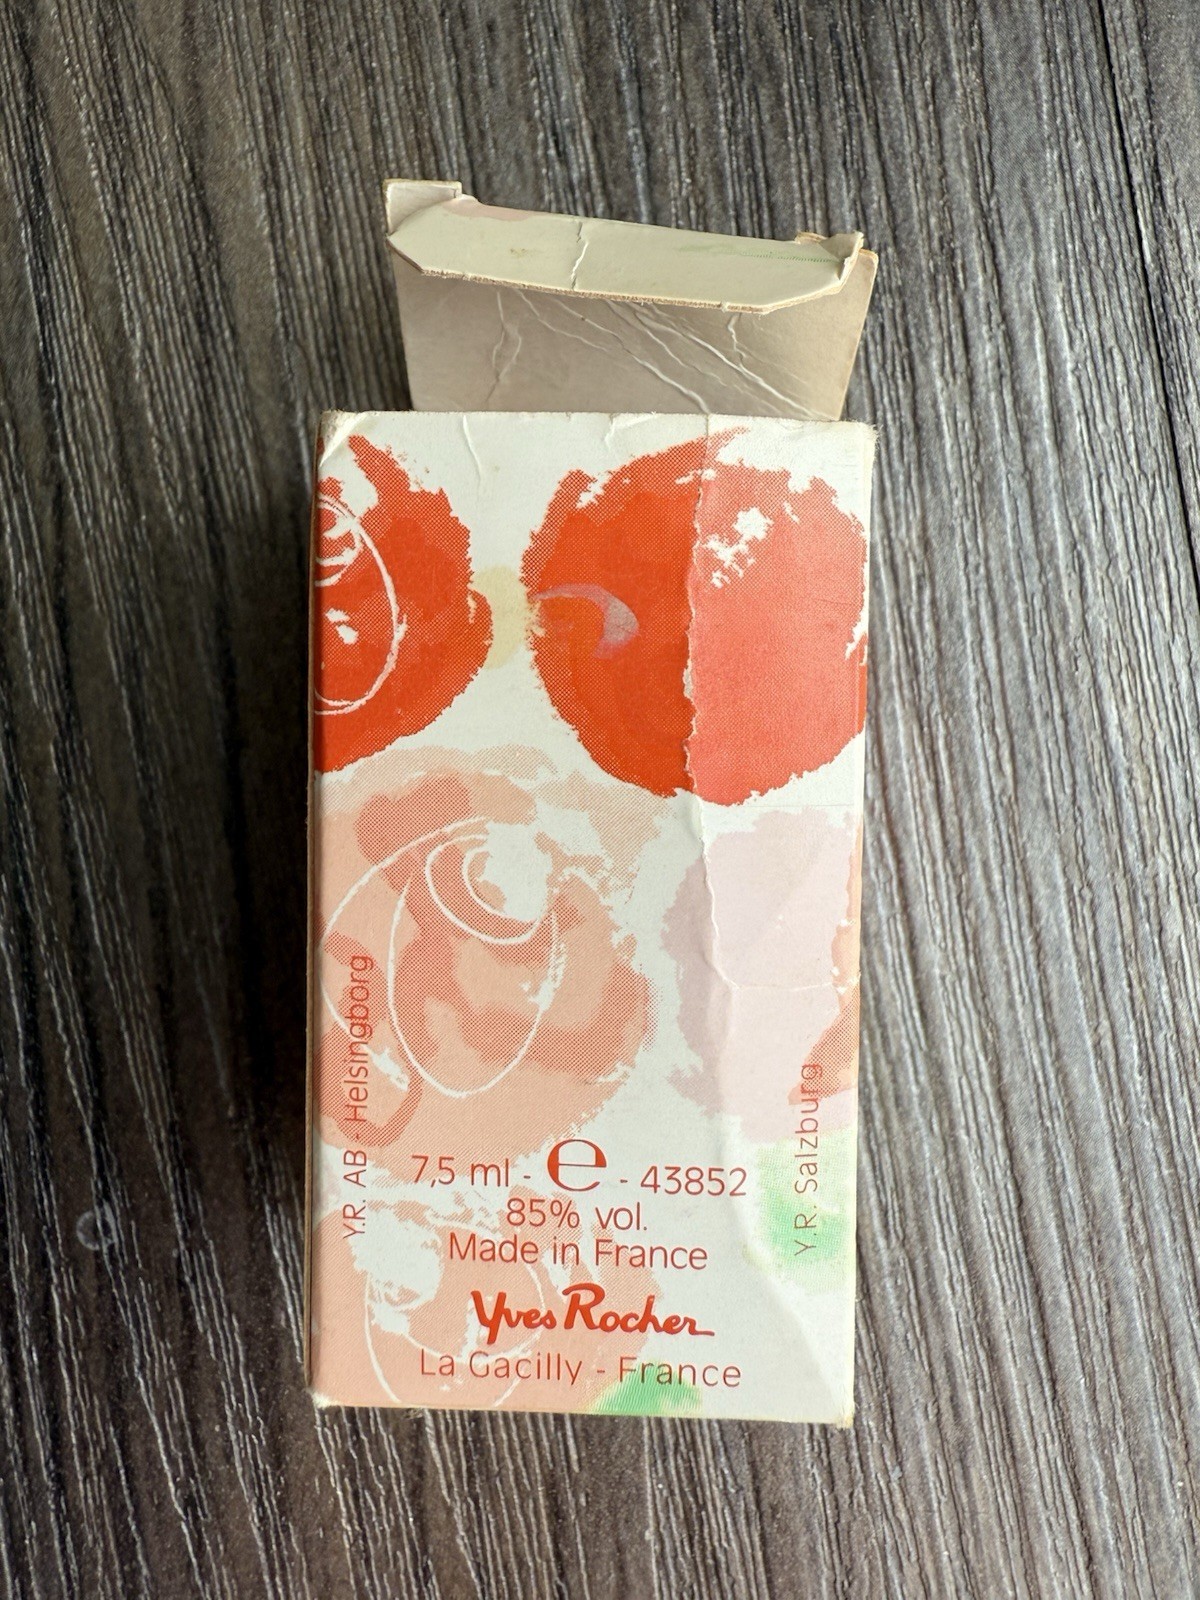 Y.R. AB - Helsingborg
7,5 ml - e - 43852
85% vol.
Made in France
Yves Rocher
La Gacilly - France
Y.R. Salzburg